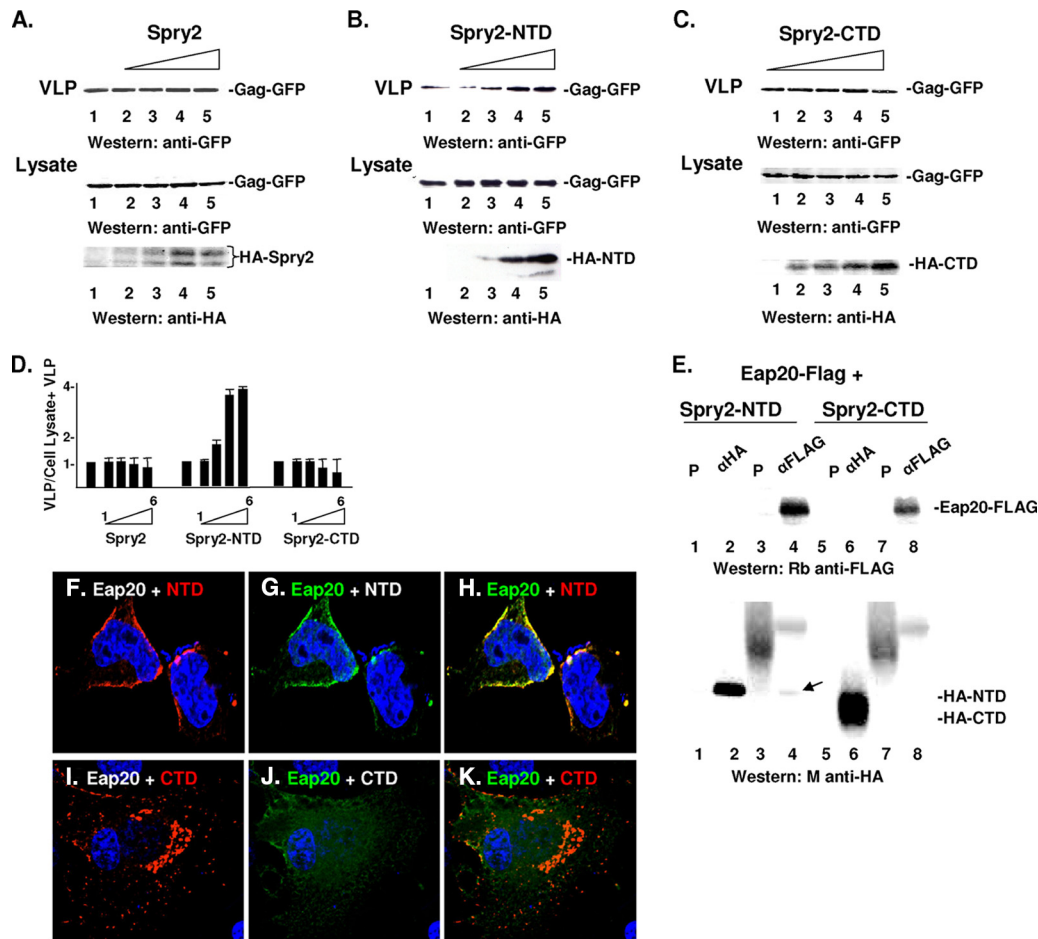 A.
Spry2
VLP
-Gag-GFP
1 2 3 4 5
Western: anti-GFP
Lysate
-Gag-GFP
1 2 3 4 5
Western: anti-GFP
HA-Spry2
1 2 3 4 5
Western: anti-HA
B.
Spry2-NTD
VLP
-Gag-GFP
1 2 3 4 5
Western: anti-GFP
Lysate
-Gag-GFP
1 2 3 4 5
Western: anti-GFP
-HA-NTD
1 2 3 4 5
Western: anti-HA
C.
Spry2-CTD
VLP
-Gag-GFP
1 2 3 4 5
Western: anti-GFP
Lysate
-Gag-GFP
1 2 3 4 5
Western: anti-GFP
-HA-CTD
1 2 3 4 5
Western: anti-HA
D.
VLP/Cell Lysate+ VLP
4-
2-
1-
1 6
1 6
1 6
Spry2 Spry2-NTD Spry2-CTD
E.
Eap20-Flag +
Spry2-NTD Spry2-CTD
P αHA P αFLAG P αHA P αFLAG
-Eap20-FLAG
1 2 3 4 5 6 7 8
Western: Rb anti-FLAG
-HA-NTD
-HA-CTD
1 2 3 4 5 6 7 8
Western: M anti-HA
F. Eap20 + NTD
G. Eap20 + NTD
H. Eap20 + NTD
I. Eap20 + CTD
J. Eap20 + CTD
K. Eap20 + CTD